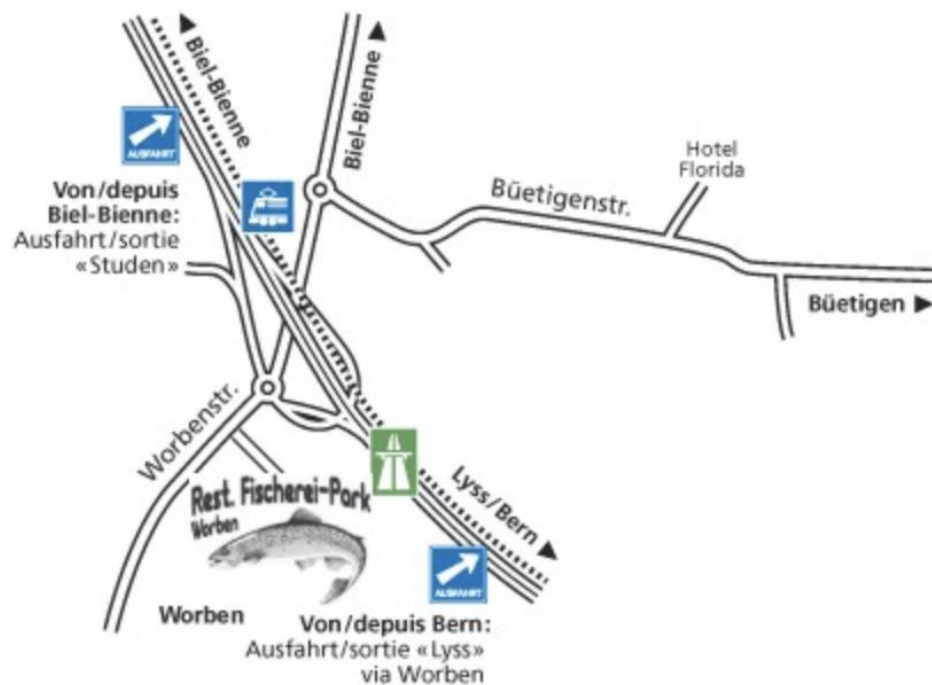 Biel-Bienne
Biel-Bienne
AUSFAHRT
Hotel
Florida
Von/depuis
Biel-Bienne:
Ausfahrt/sortie
«Studen»
Büetigenstr.
Büetigen
Worbenstr.
Rest. Fischerei-Park
Worben
Lyss/Bern
AUSFAHRT
Worben
Von/depuis Bern:
Ausfahrt/sortie «Lyss»
via Worben